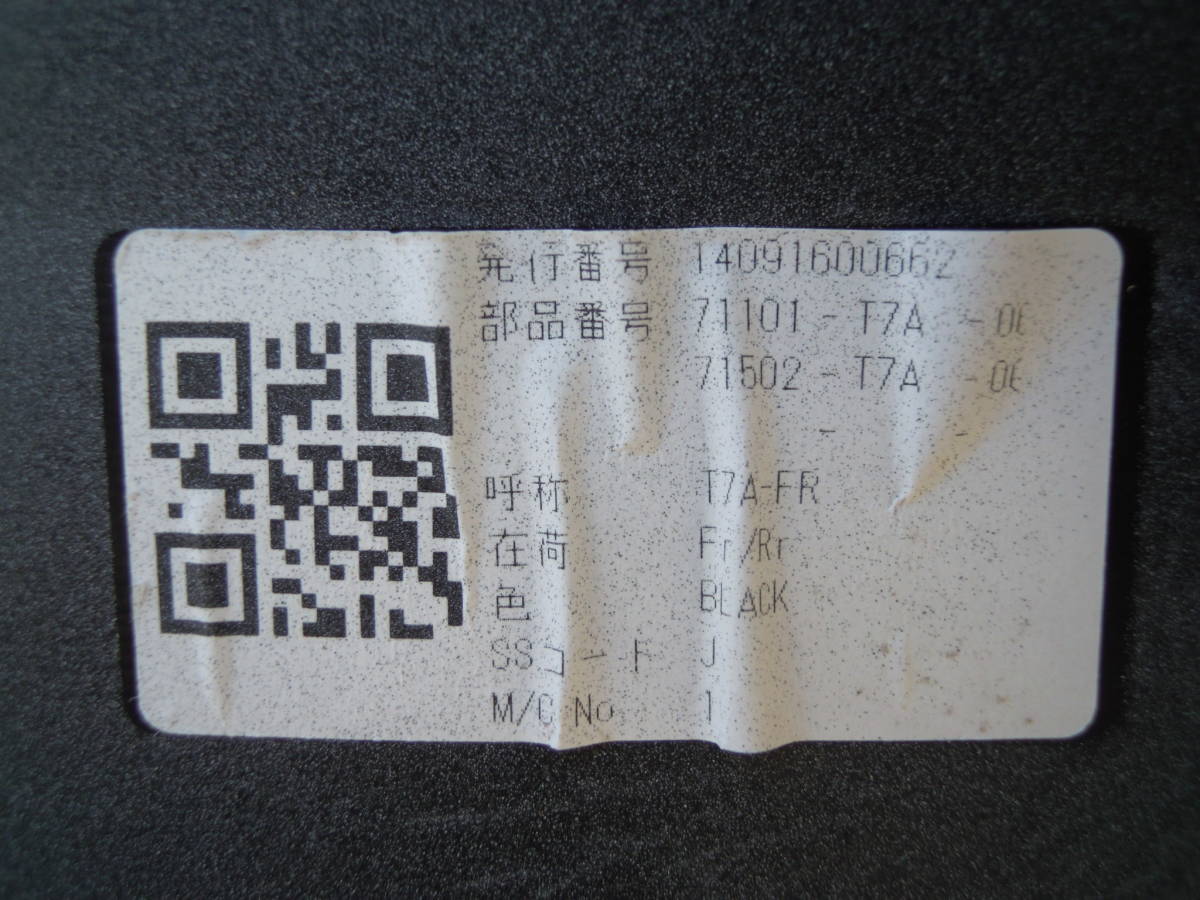 発行番号 14091600662
部品番号 71101 - T7A -
71502 - T7A -
- -
呼称 T7A-FR
在荷 Fr/Rr
色 BLACK
SSコード J
M/C No 1